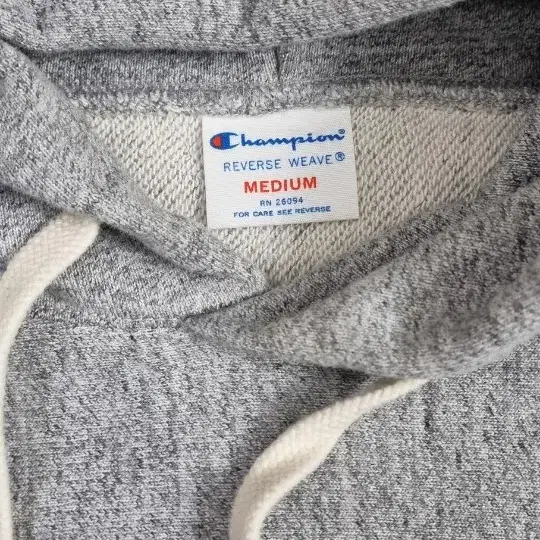 Champion®
REVERSE WEAVE®
MEDIUM
RN 26094
FOR CARE SEE REVERSE